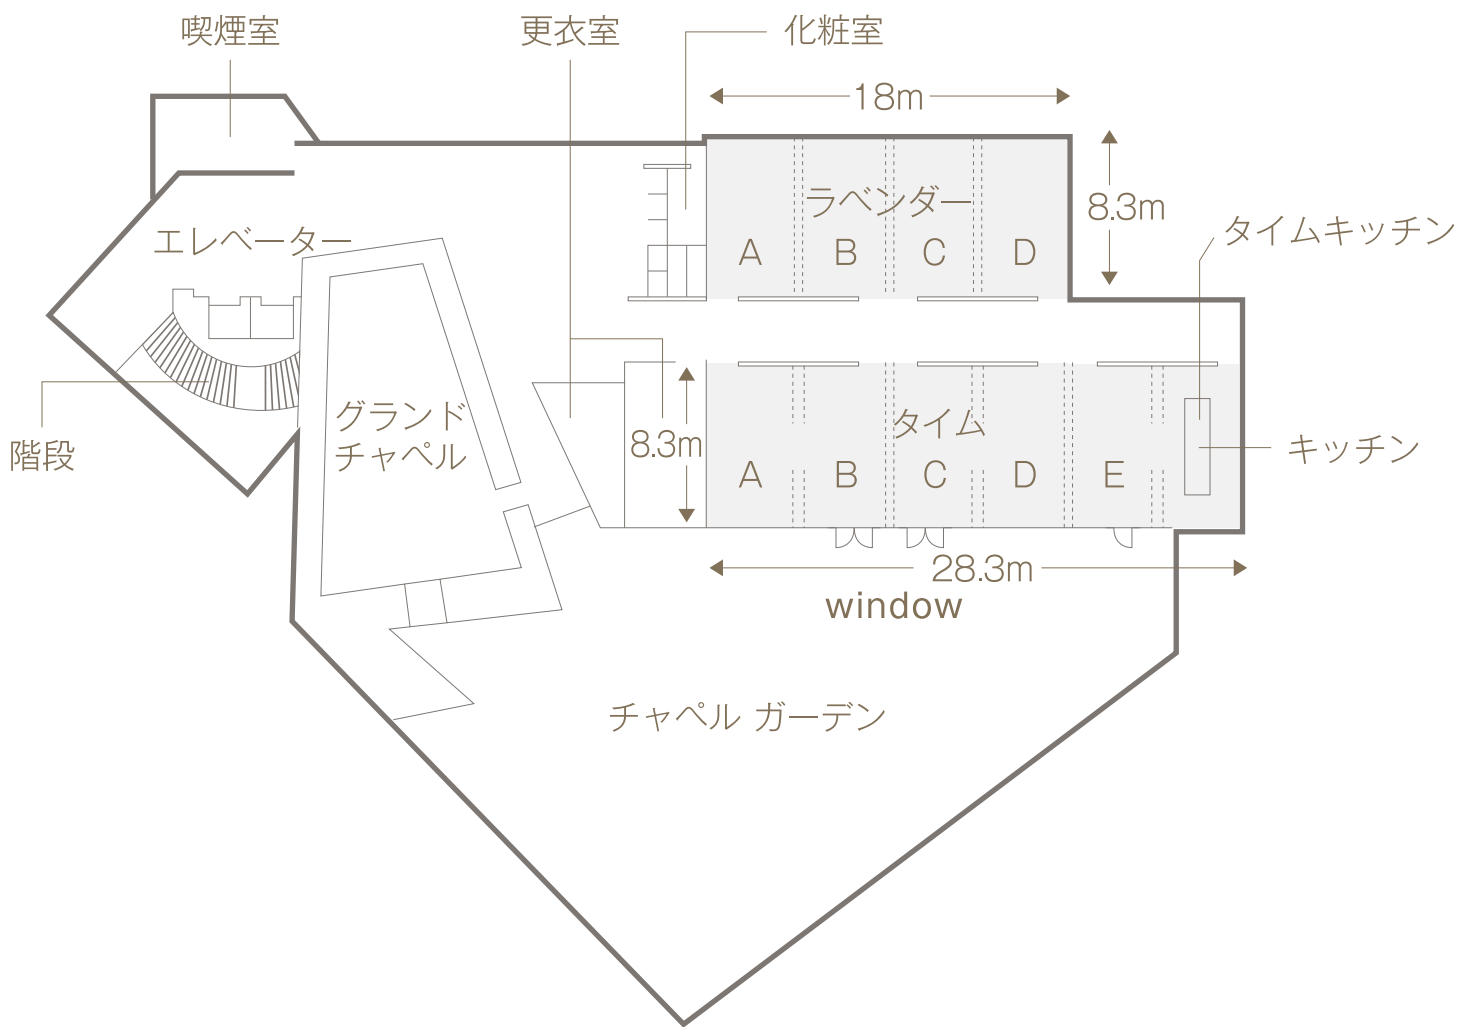 喫煙室
更衣室
化粧室
18m
ラベンダー
8.3m
A B C D
タイムキッチン
エレベーター
グランド
チャペル
階段
8.3m
タイム
A B C D E
キッチン
28.3m
window
チャペル ガーデン